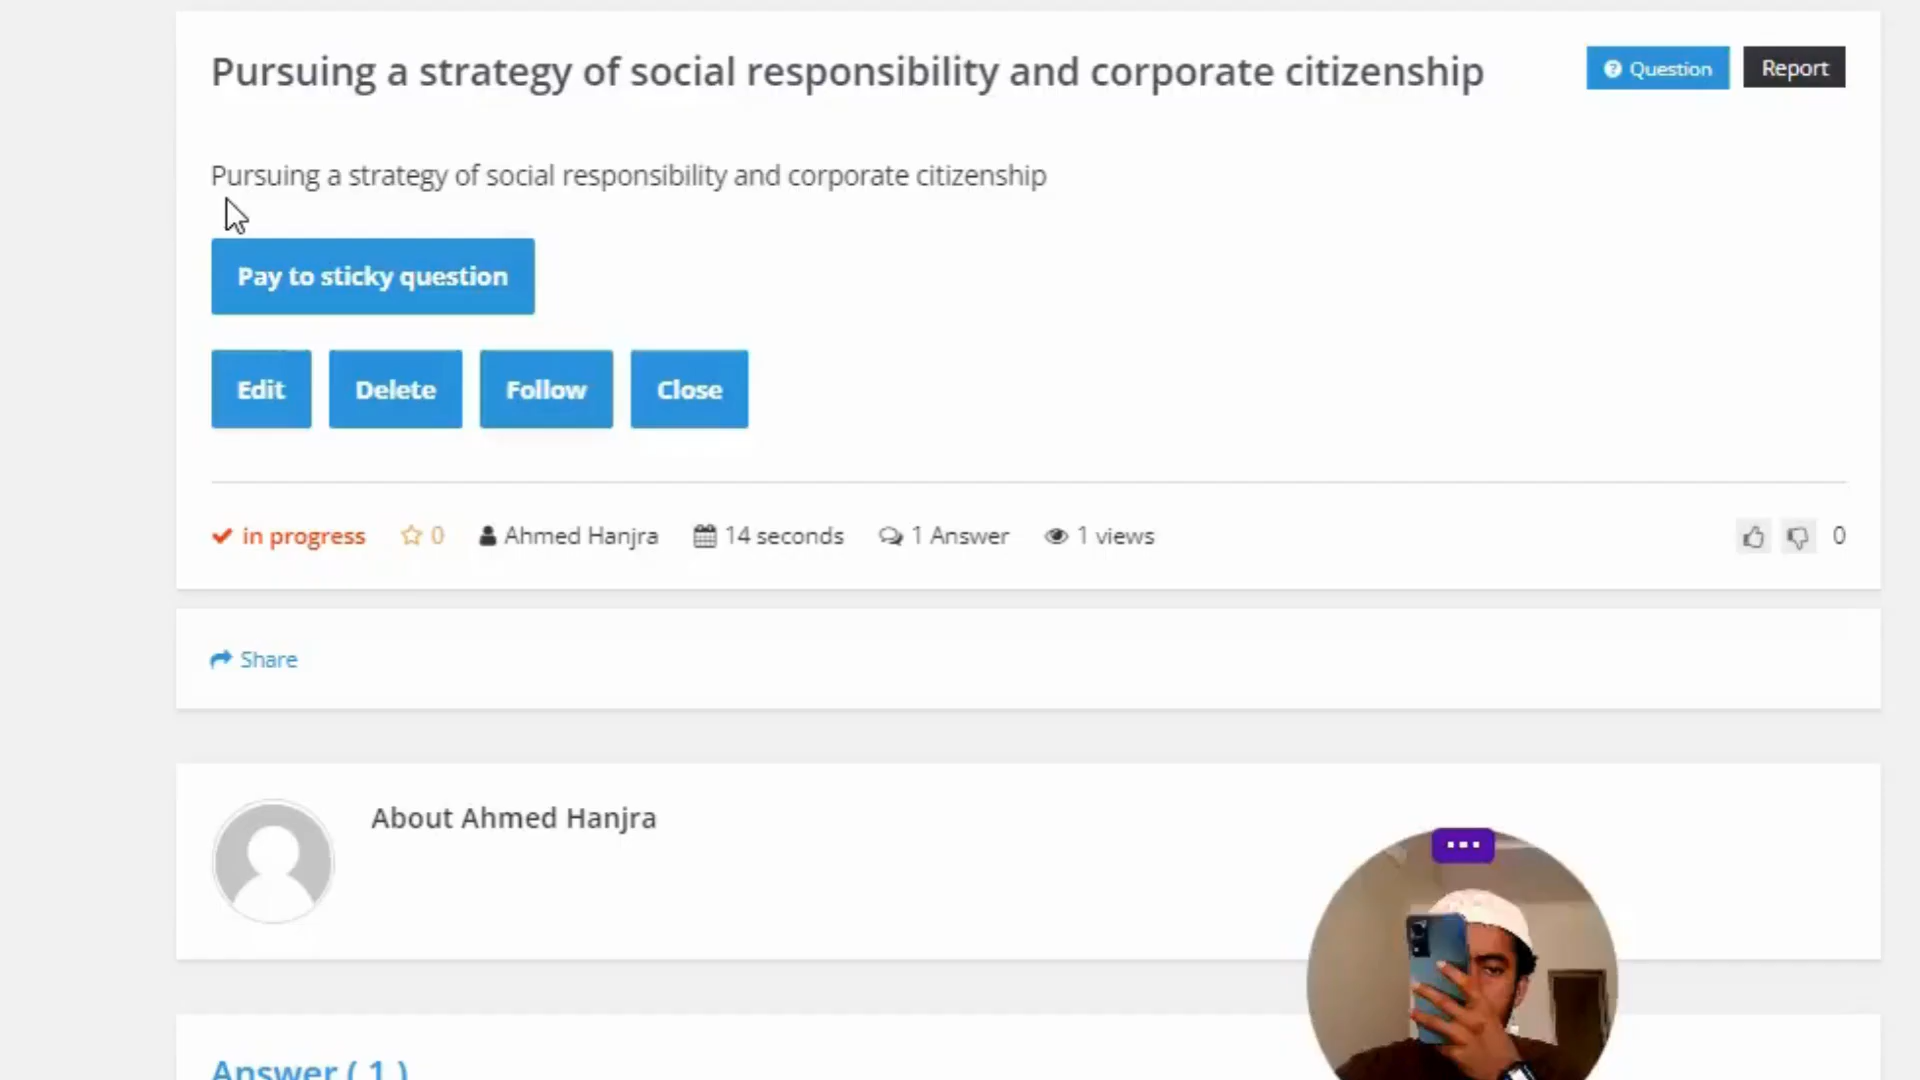 Pursuing a strategy of social responsibility and corporate citizenship
Question
Report
Pursuing a strategy of social responsibility and corporate citizenship
Pay to sticky question
Edit
Delete
Follow
Close
in progress
0
Ahmed Hanjra
14 seconds
1 Answer
1 views
0
Share
About Ahmed Hanjra
Answer ( 1 )